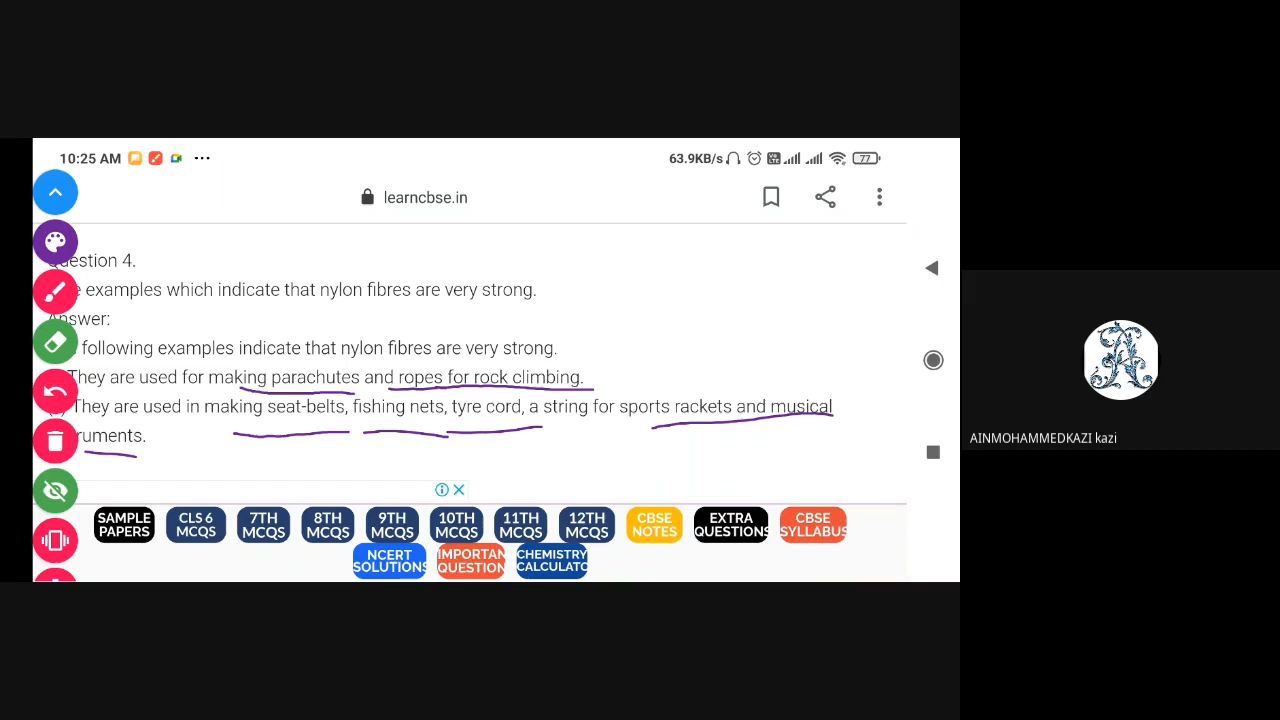 10:25 AM ... 63.9KB/s Vo LTE 77
learncbse.in
uestion 4.
e examples which indicate that nylon fibres are very strong.
nswer:
following examples indicate that nylon fibres are very strong.
They are used for making parachutes and ropes for rock climbing.
They are used in making seat-belts, fishing nets, tyre cord, a string for sports rackets and musical
ruments.
AINMOHAMMEDKAZI kazi
SAMPLE PAPERS CLS 6 MCQS 7TH MCQS 8TH MCQS 9TH MCQS 10TH MCQS 11TH MCQS 12TH MCQS CBSE NOTES EXTRA QUESTIONS CBSE SYLLABUS
NCERT SOLUTIONS IMPORTAN QUESTION CHEMISTRY CALCULATO